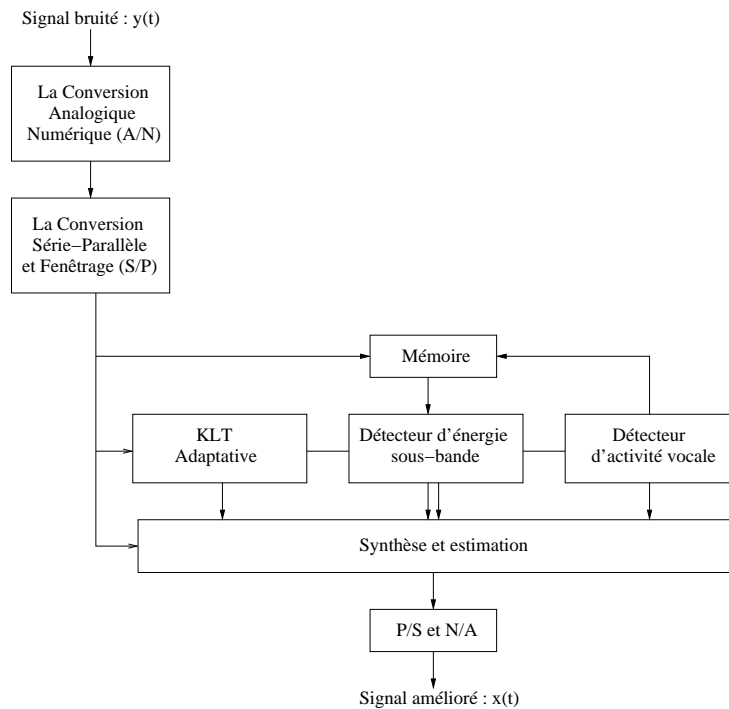 Signal bruité : y(t)
La Conversion
Analogique
Numérique (A/N)
La Conversion
Série−Parallèle
et Fenêtrage (S/P)
Mémoire
KLT
Adaptative
Détecteur d'énergie
sous−bande
Détecteur
d'activité vocale
Synthèse et estimation
P/S et N/A
Signal amélioré : x(t)